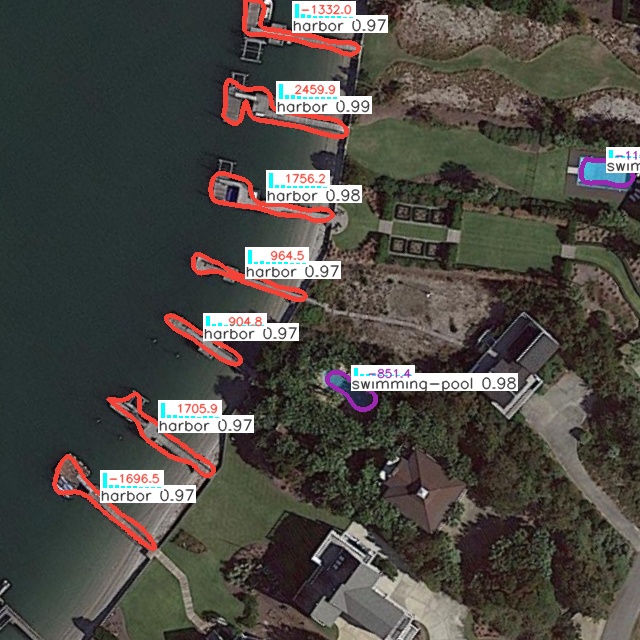 −1332.0
harbor 0.97
2459.9
harbor 0.99
−11
swim
1756.2
harbor 0.98
964.5
harbor 0.97
904.8
harbor 0.97
−851.4
swimming-pool 0.98
1705.9
harbor 0.97
−1696.5
harbor 0.97